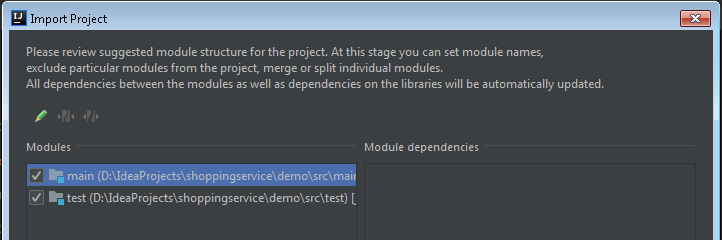 IJ Import Project
Please review suggested module structure for the project. At this stage you can set module names,
exclude particular modules from the project, merge or split individual modules.
All dependencies between the modules as well as dependencies on the libraries will be automatically updated.
Modules
Module dependencies
main (D:\IdeaProjects\shoppingservice\demo\src\main
test (D:\IdeaProjects\shoppingservice\demo\src\test) [